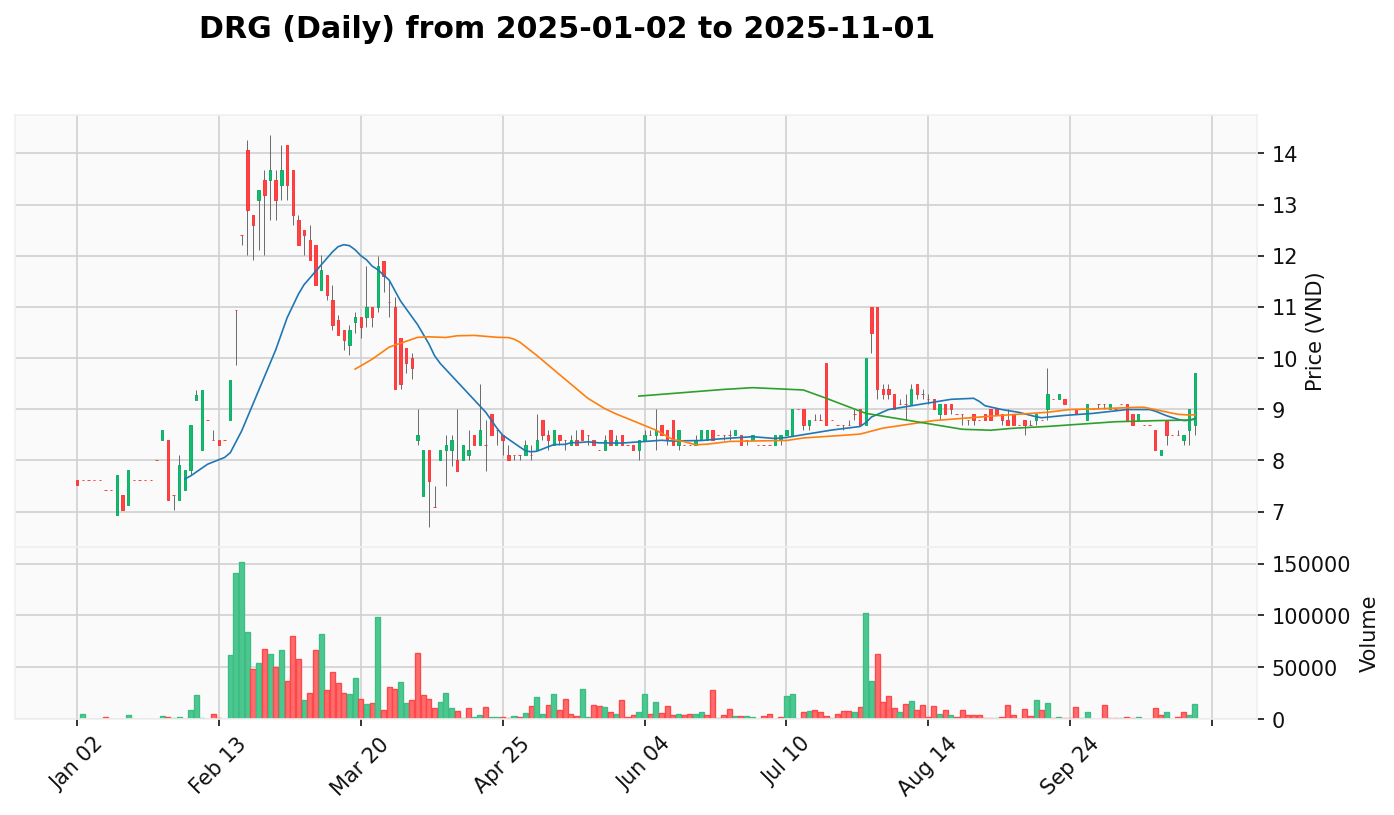 DRG (Daily) from 2025-01-02 to 2025-11-01
14
13
12
11
10
9
8
7
Price (VND)
150000
100000
50000
0
Volume
Jan 02
Feb 13
Mar 20
Apr 25
Jun 04
Jul 10
Aug 14
Sep 24